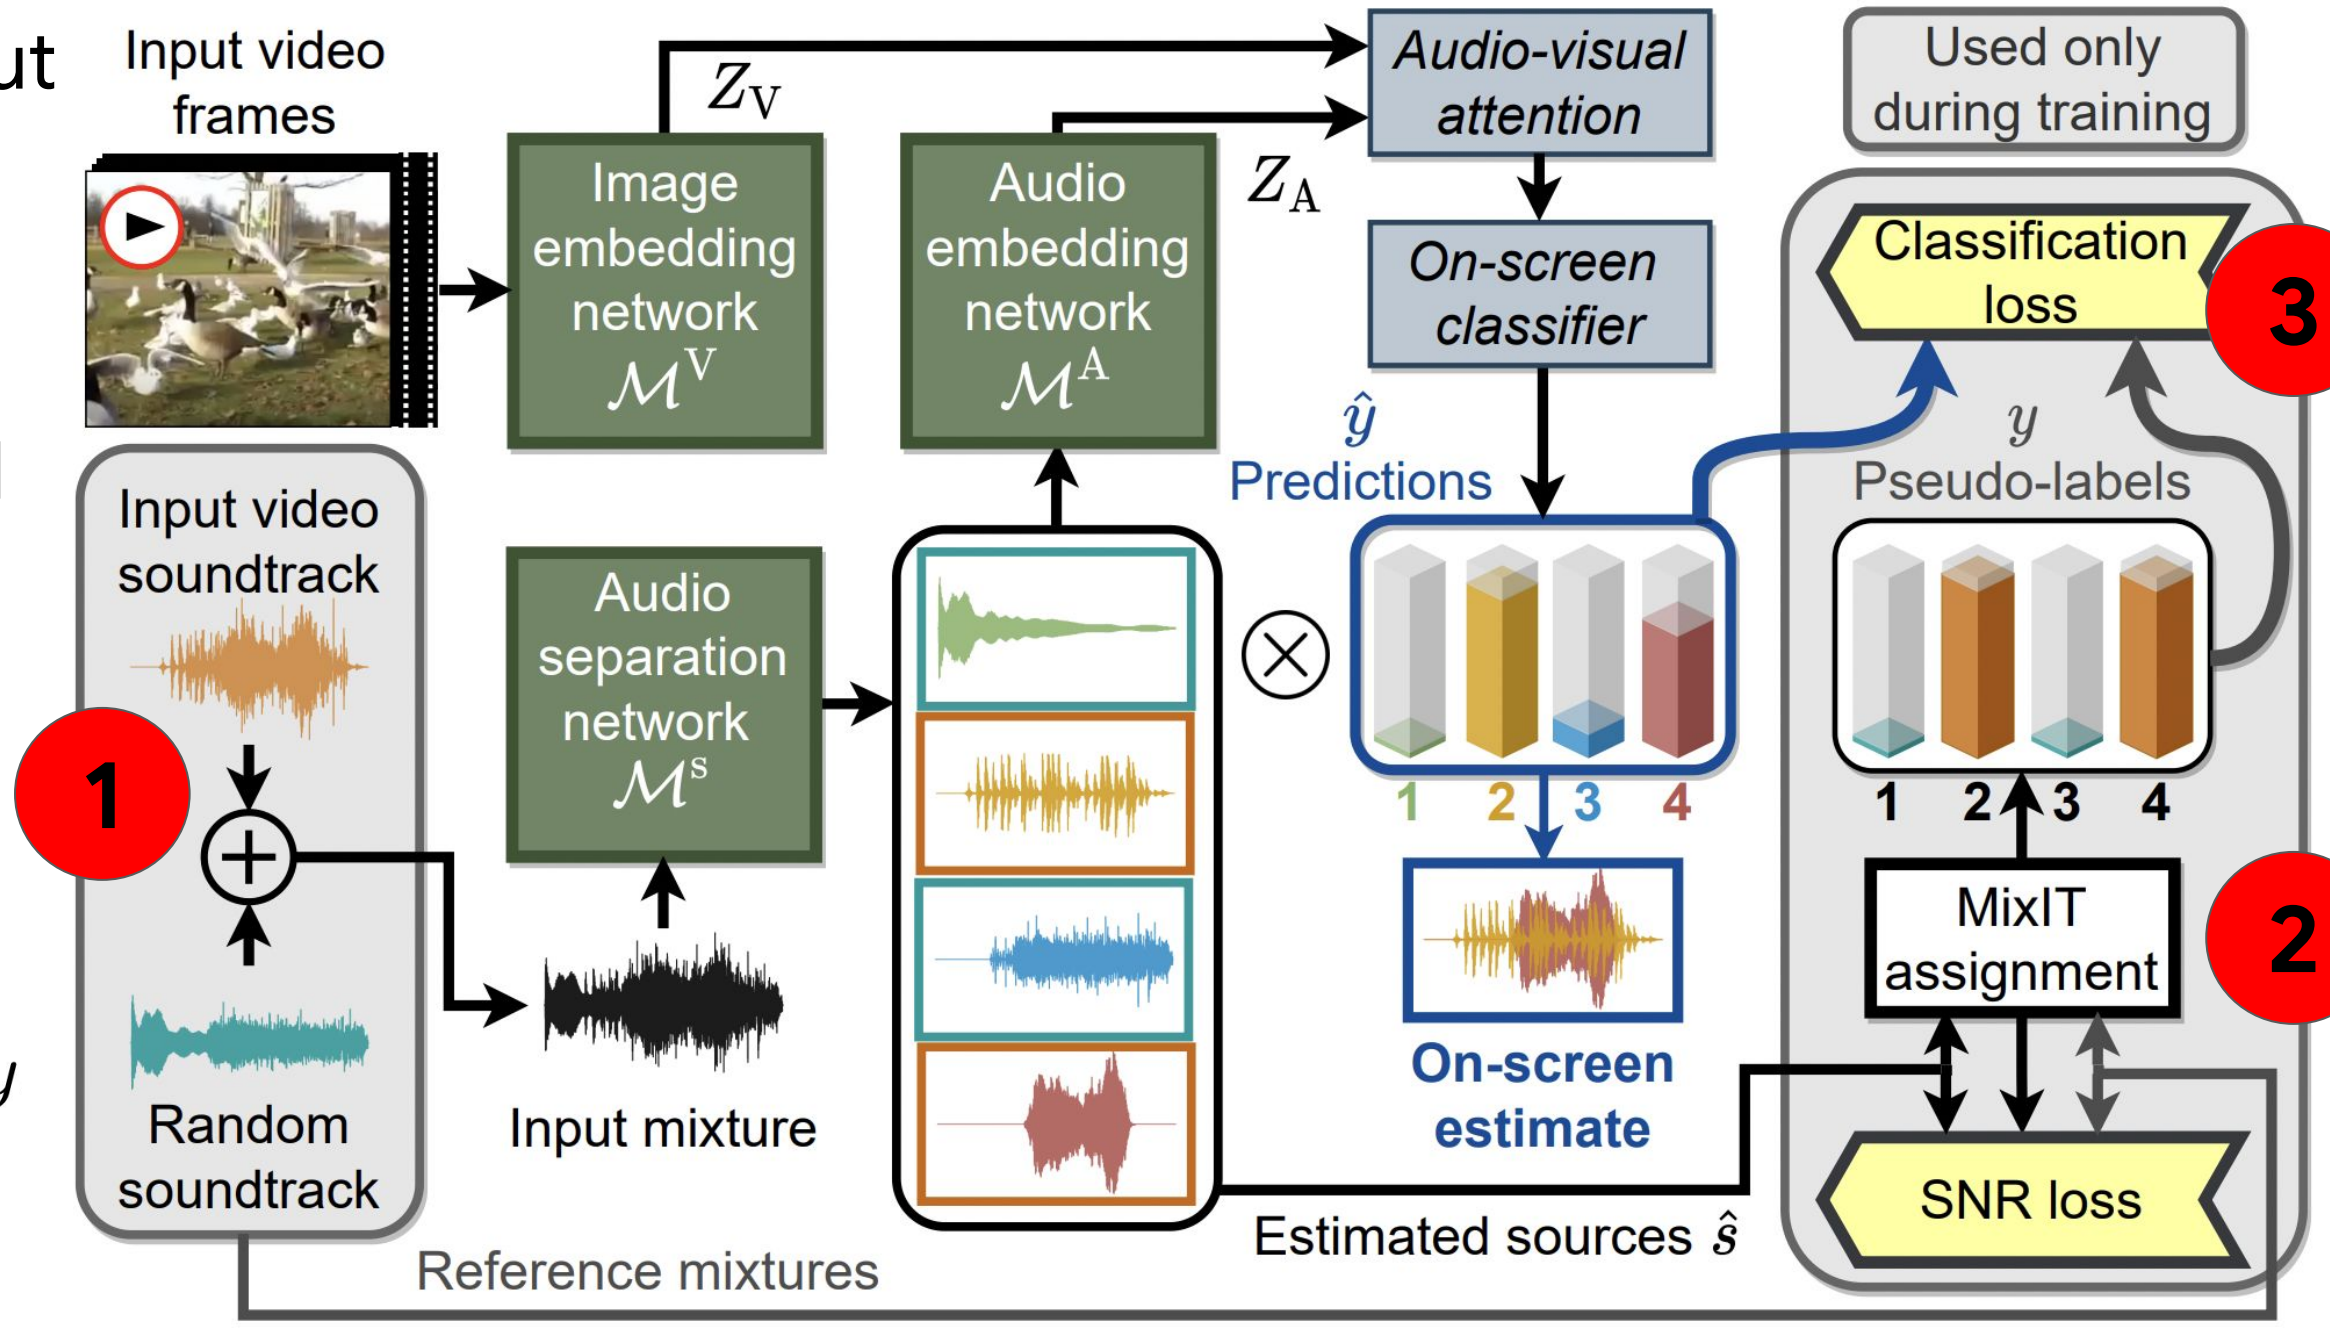 ut
Input video
frames
Z_V
Z_A
Image
embedding
network
M^V
Audio
embedding
network
M^A
Audio-visual
attention
On-screen
classifier
Used only
during training
Classification
loss
3
ŷ
Predictions
y
Pseudo-labels
Input video
soundtrack
1
+
Random
soundtrack
Audio
separation
network
M^s
Input mixture
×
1 2 3 4
1 2 3 4
On-screen
estimate
MixIT
assignment
2
SNR loss
Estimated sources ŝ
Reference mixtures
y